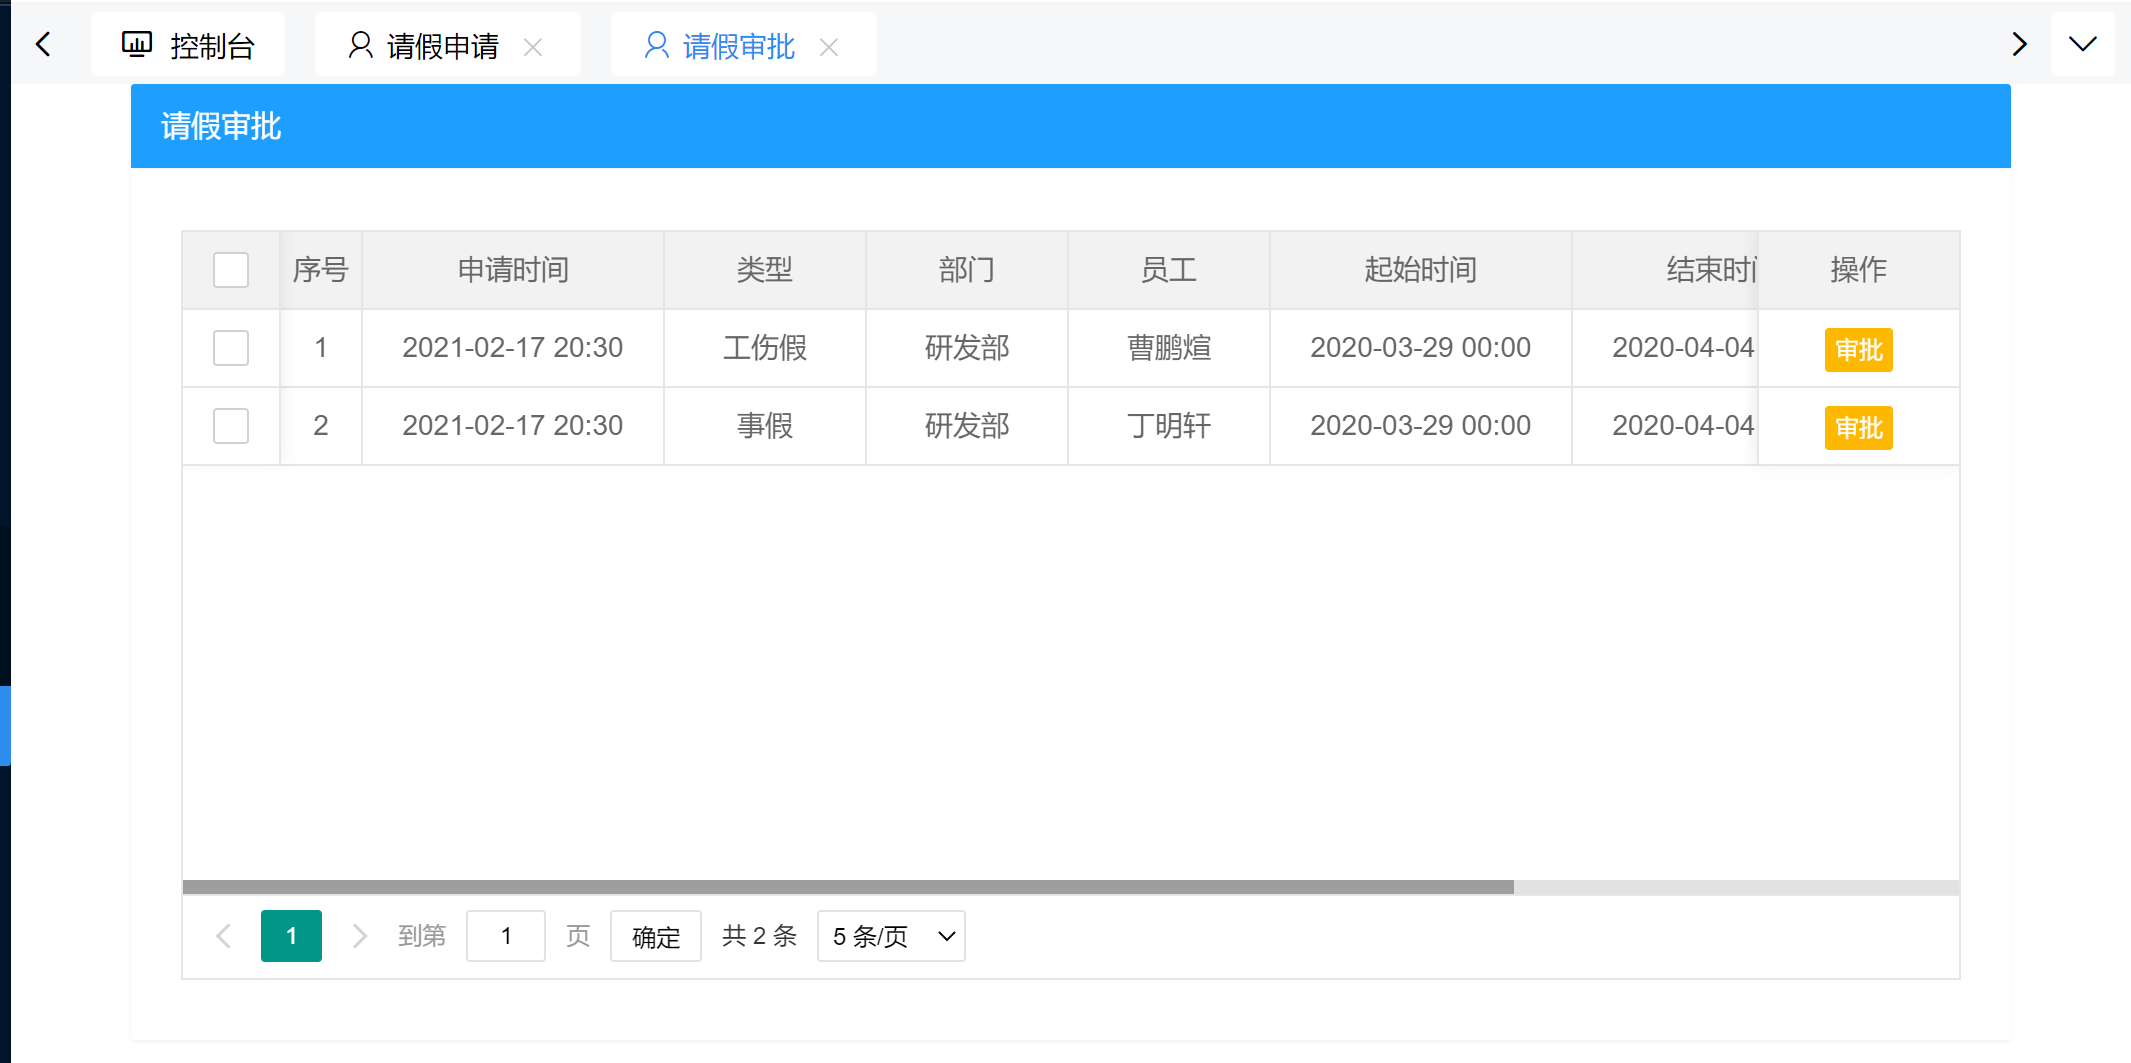 控制台 请假申请 请假审批
请假审批
序号 申请时间 类型 部门 员工 起始时间 结束时 操作
1 2021-02-17 20:30 工伤假 研发部 曹鹏煊 2020-03-29 00:00 2020-04-04 审批
2 2021-02-17 20:30 事假 研发部 丁明轩 2020-03-29 00:00 2020-04-04 审批
1 到第 1 页 确定 共 2 条 5 条/页